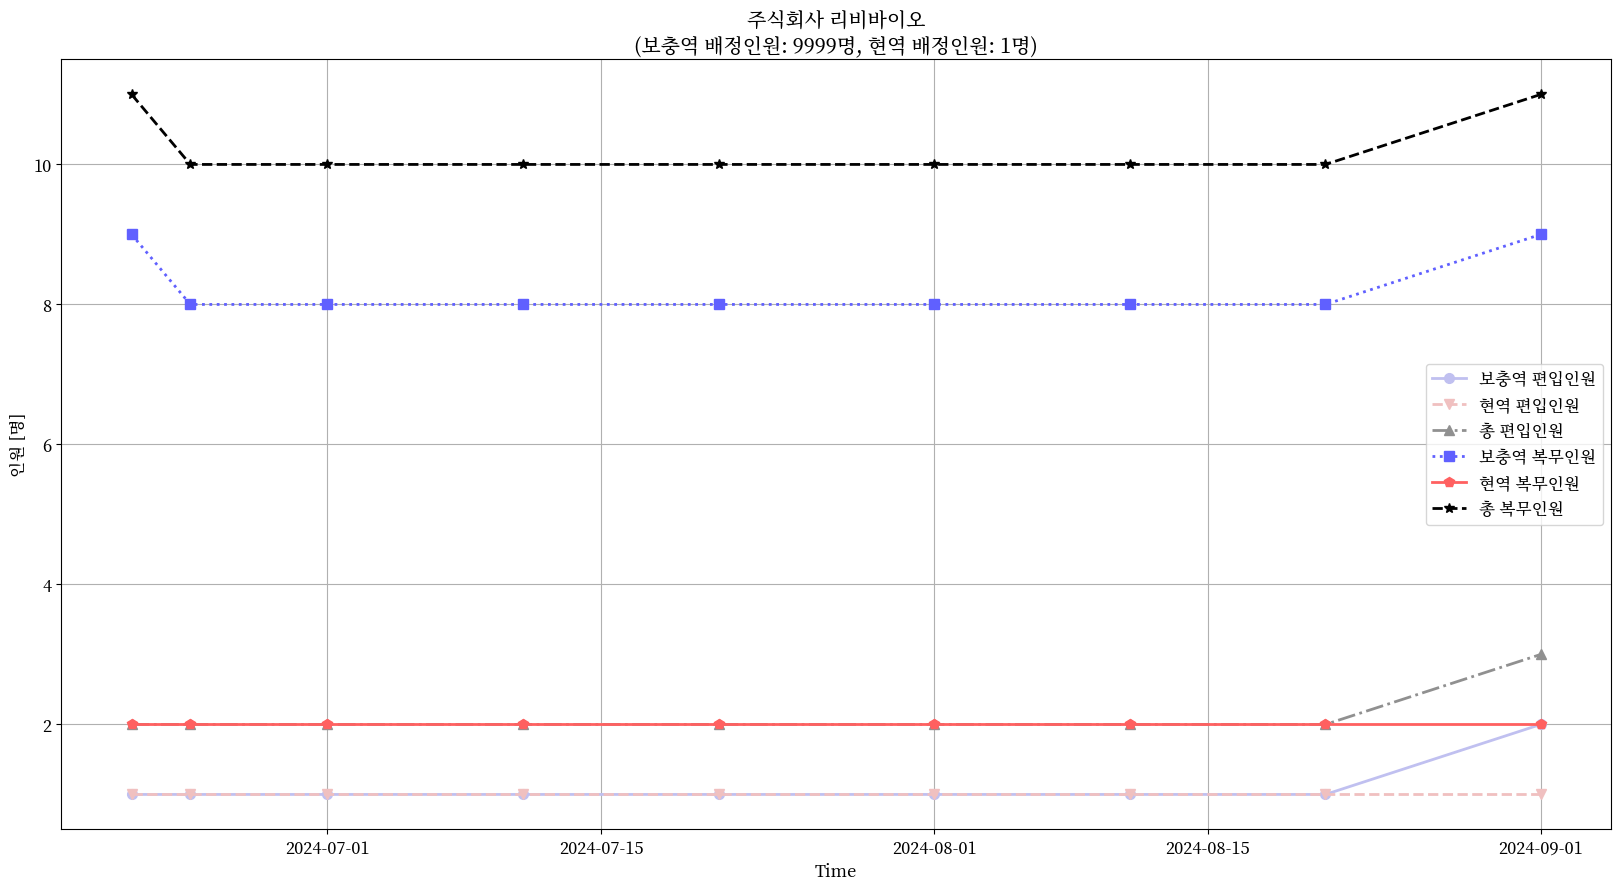 주식회사 리비바이오
(보충역 배정인원: 9999명, 현역 배정인원: 1명)
인원 [명]
10
8
6
4
2
보충역 편입인원
현역 편입인원
총 편입인원
보충역 복무인원
현역 복무인원
총 복무인원
2024-07-01 2024-07-15 2024-08-01 2024-08-15 2024-09-01
Time